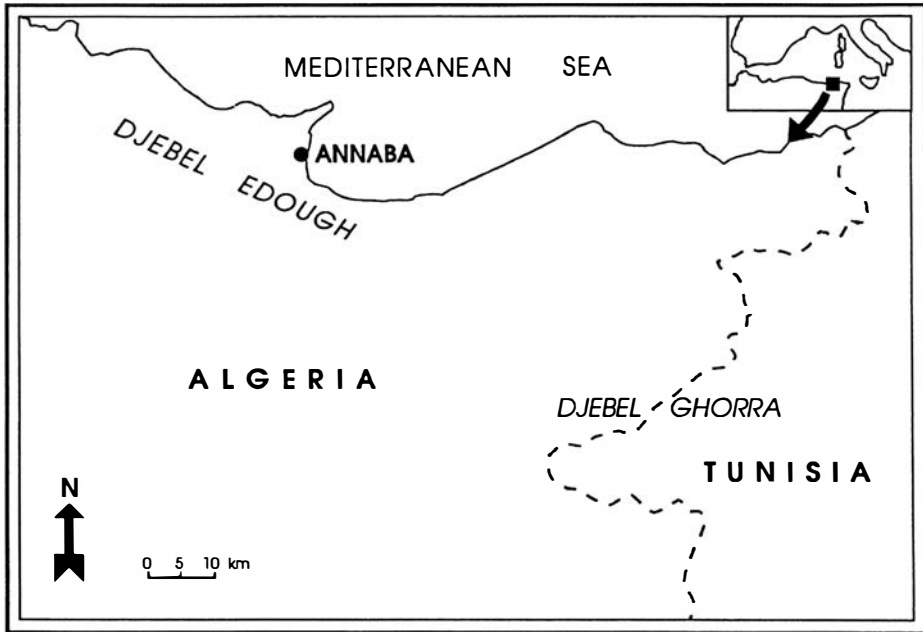 MEDITERRANEAN SEA
DJEBEL EDOUGH
ANNABA
ALGERIA
DJEBEL GHORRA
TUNISIA
N
0 5 10 km